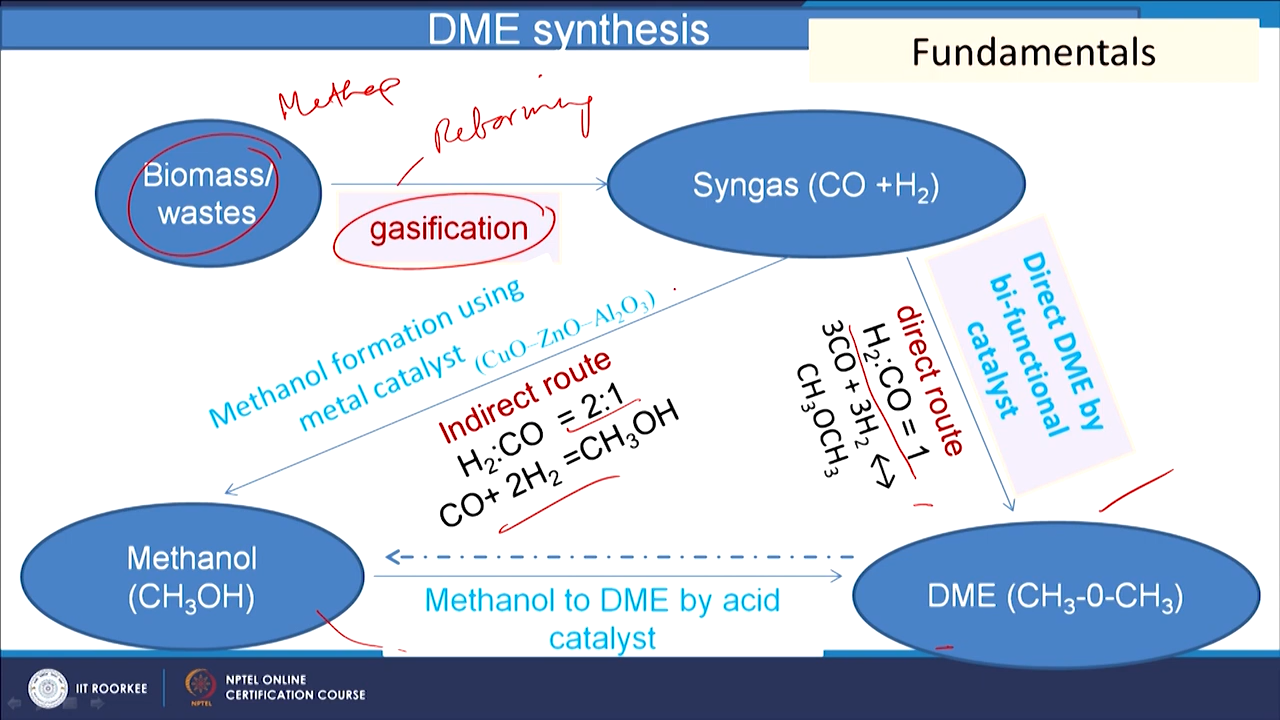 DME synthesis
Fundamentals
Methan
Reborming
Biomass/
wastes
gasification
Syngas (CO +H₂)
Methanol formation using
metal catalyst (CuO–ZnO–Al₂O₃)
Indirect route
H₂:CO = 2:1
CO+ 2H₂ =CH₃OH
Direct DME by
bi-functional
catalyst
direct route
H₂:CO = 1
3CO + 3H₂ ↔
CH₃OCH₃
Methanol
(CH₃OH)
Methanol to DME by acid
catalyst
DME (CH₃-0-CH₃)
IIT ROORKEE
NPTEL
NPTEL ONLINE
CERTIFICATION COURSE